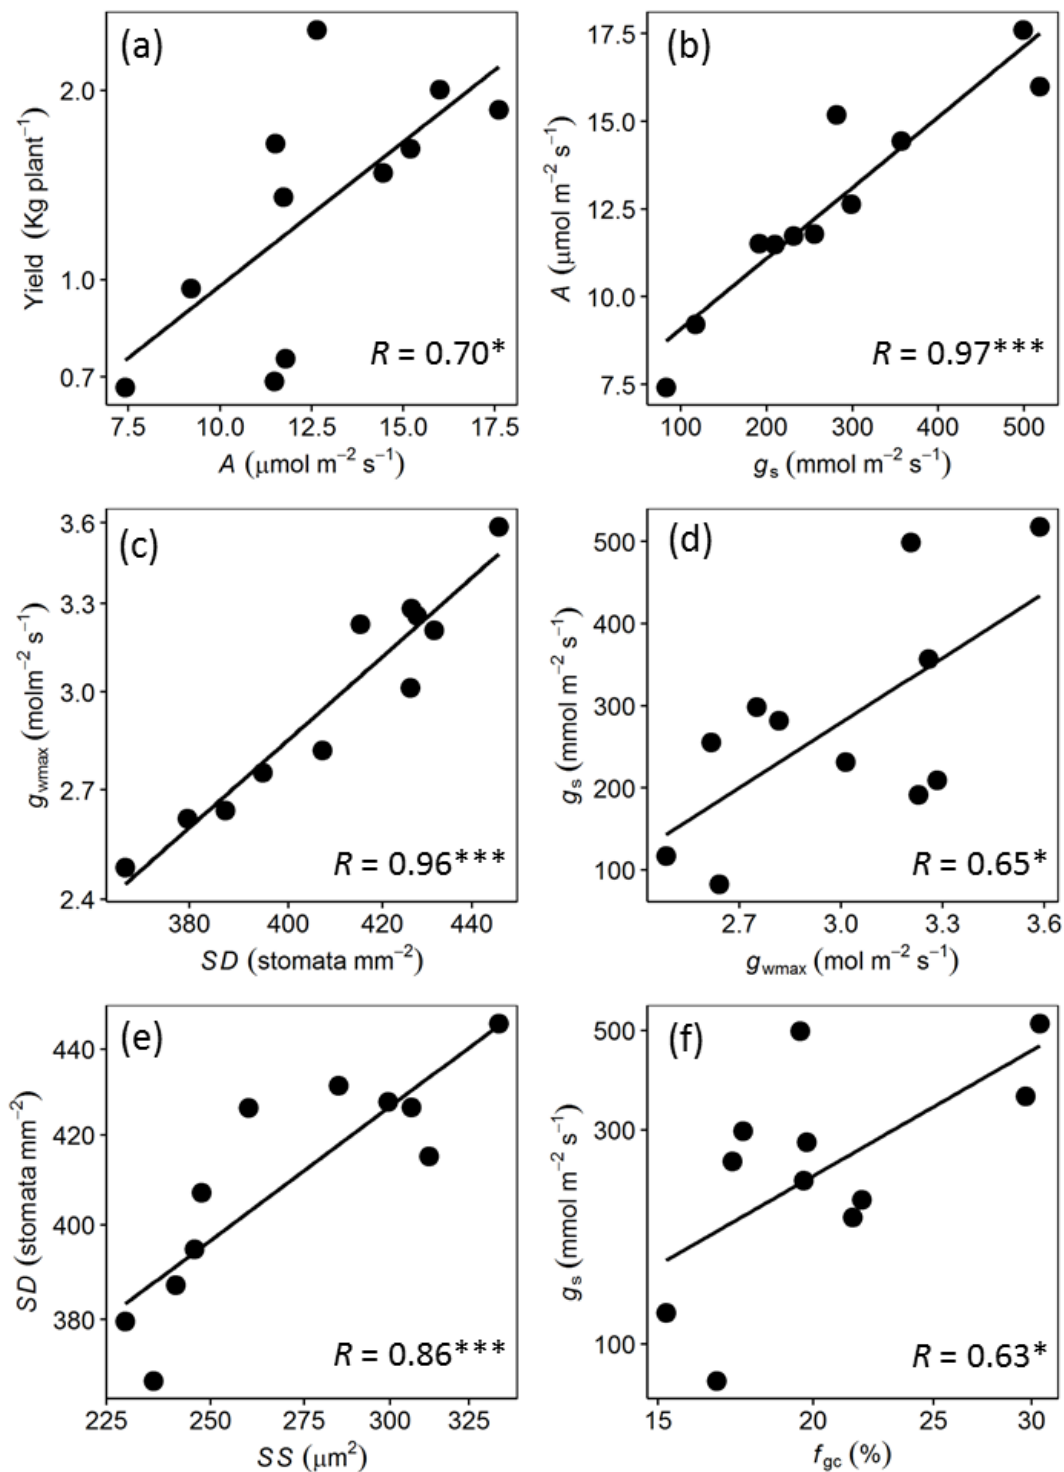 (a)
2.0
1.0
0.7
Yield (Kg plant⁻¹)
R = 0.70*
7.5 10.0 12.5 15.0 17.5
A (μmol m⁻² s⁻¹)
(b)
17.5
15.0
12.5
10.0
7.5
A (μmol m⁻² s⁻¹)
R = 0.97***
100 200 300 400 500
gs (mmol m⁻² s⁻¹)
(c)
3.6
3.3
3.0
2.7
2.4
gwmax (molm⁻² s⁻¹)
R = 0.96***
380 400 420 440
SD (stomata mm⁻²)
(d)
500
400
300
200
100
gs (mmol m⁻² s⁻¹)
R = 0.65*
2.7 3.0 3.3 3.6
gwmax (mol m⁻² s⁻¹)
(e)
440
420
400
380
SD (stomata mm⁻²)
R = 0.86***
225 250 275 300 325
SS (μm²)
(f)
500
300
100
gs (mmol m⁻² s⁻¹)
R = 0.63*
15 20 25 30
fgc (%)